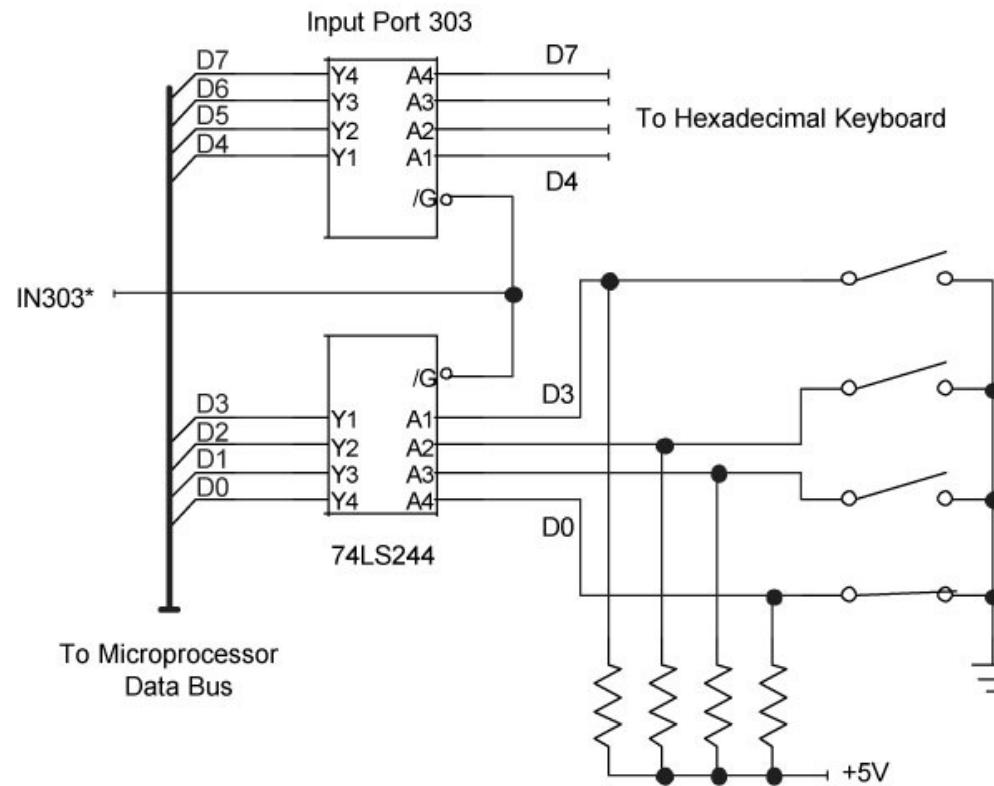 Input Port 303
D7
D6
D5
D4
Y4
Y3
Y2
Y1
A4
A3
A2
A1
/G
D7
D4
To Hexadecimal Keyboard
IN303*
/G
D3
D2
D1
D0
Y1
Y2
Y3
Y4
A1
A2
A3
A4
D3
D0
74LS244
To Microprocessor
Data Bus
+5V